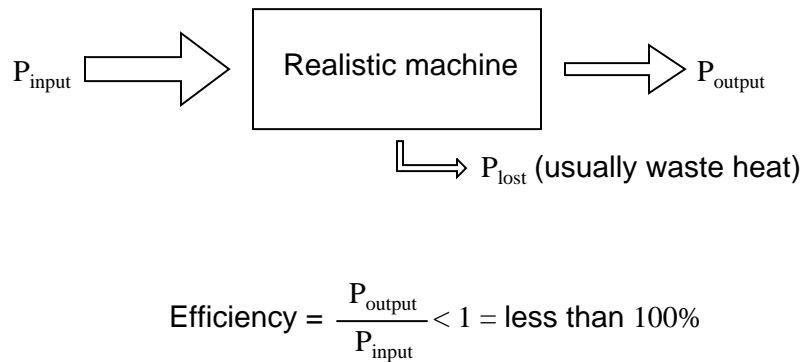 P_input
Realistic machine
P_output
P_lost (usually waste heat)
Efficiency = P_output / P_input < 1 = less than 100%